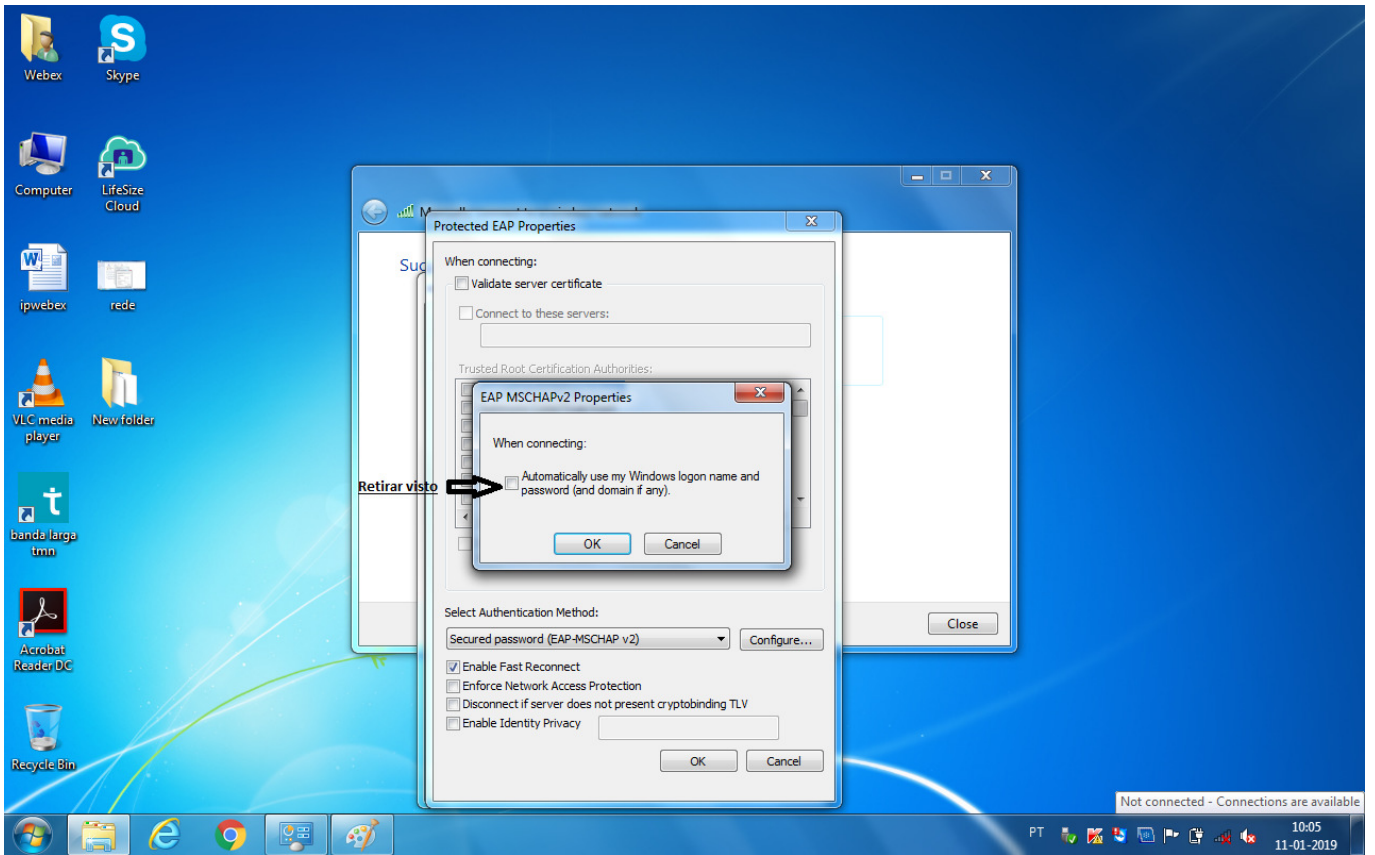 Webex
Skype
Computer
LifeSize
Cloud
ipwebex
rede
VLC media
player
New folder
banda larga
tmn
Acrobat
Reader DC
Recycle Bin
Protected EAP Properties
When connecting:
Validate server certificate
Connect to these servers:
Trusted Root Certification Authorities:
EAP MSCHAPv2 Properties
When connecting:
Automatically use my Windows logon name and
password (and domain if any).
Retirar visto
OK
Cancel
Select Authentication Method:
Secured password (EAP-MSCHAP v2)
Configure...
Enable Fast Reconnect
Enforce Network Access Protection
Disconnect if server does not present cryptobinding TLV
Enable Identity Privacy
OK
Cancel
Close
Not connected - Connections are available
PT
10:05
11-01-2019